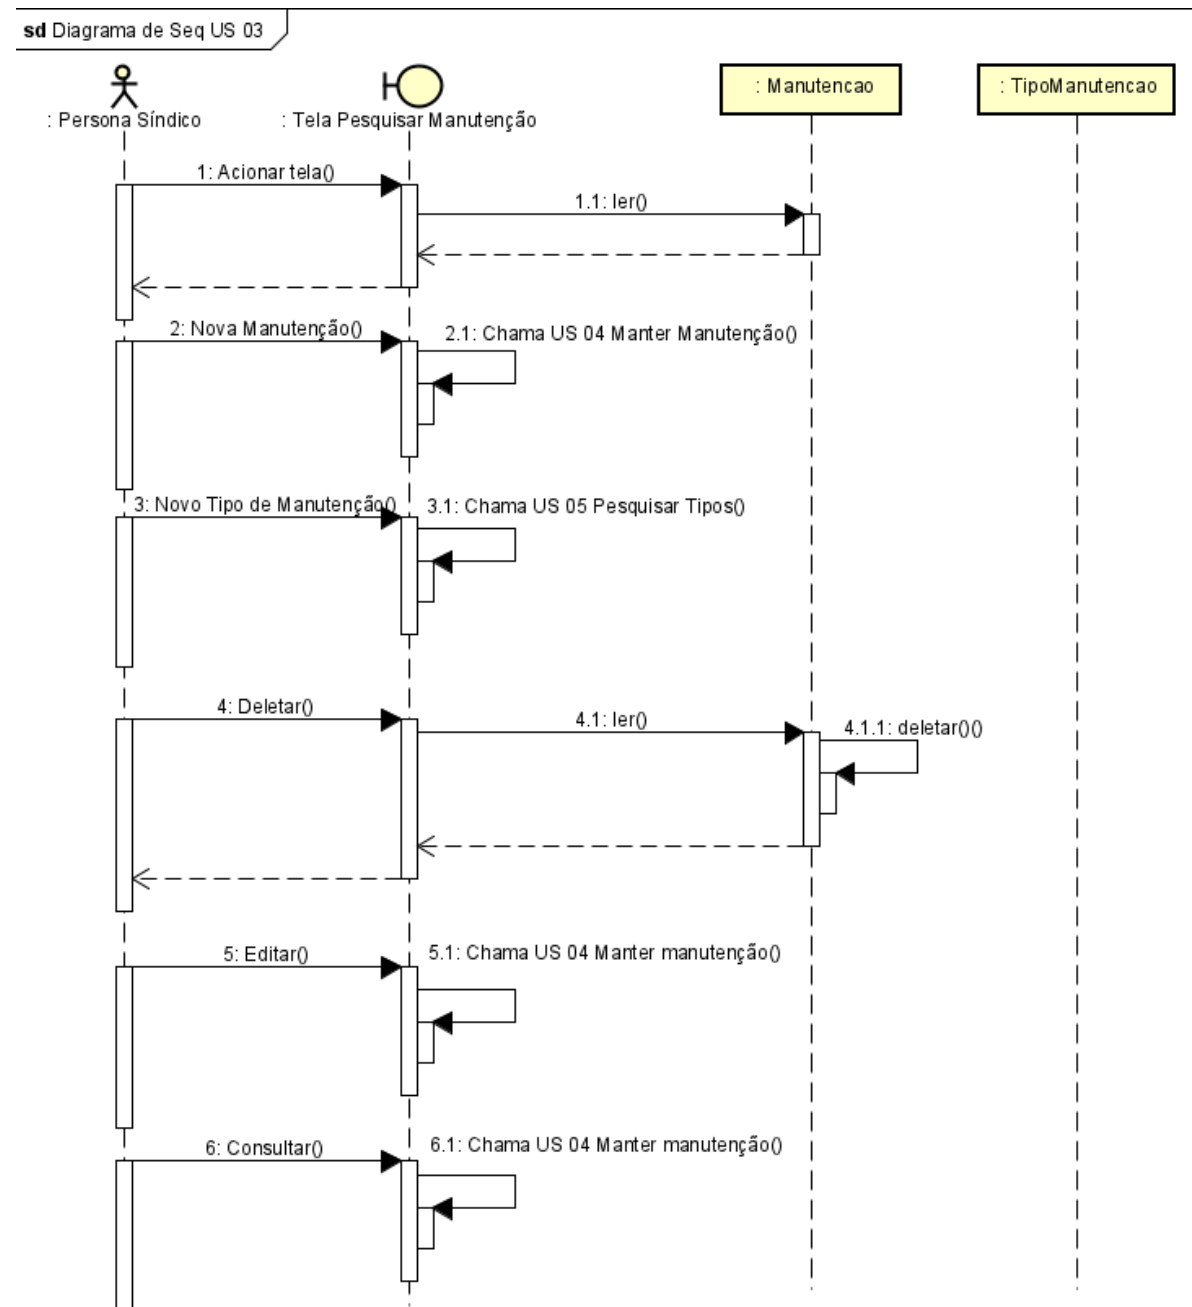 sd Diagrama de Seq US 03
: Persona Síndico
: Tela Pesquisar Manutenção
: Manutencao
: TipoManutencao
1: Acionar tela()
1.1: ler()
2: Nova Manutenção()
2.1: Chama US 04 Manter Manutenção()
3: Novo Tipo de Manutenção()
3.1: Chama US 05 Pesquisar Tipos()
4: Deletar()
4.1: ler()
4.1.1: deletar()()
5: Editar()
5.1: Chama US 04 Manter manutenção()
6: Consultar()
6.1: Chama US 04 Manter manutenção()